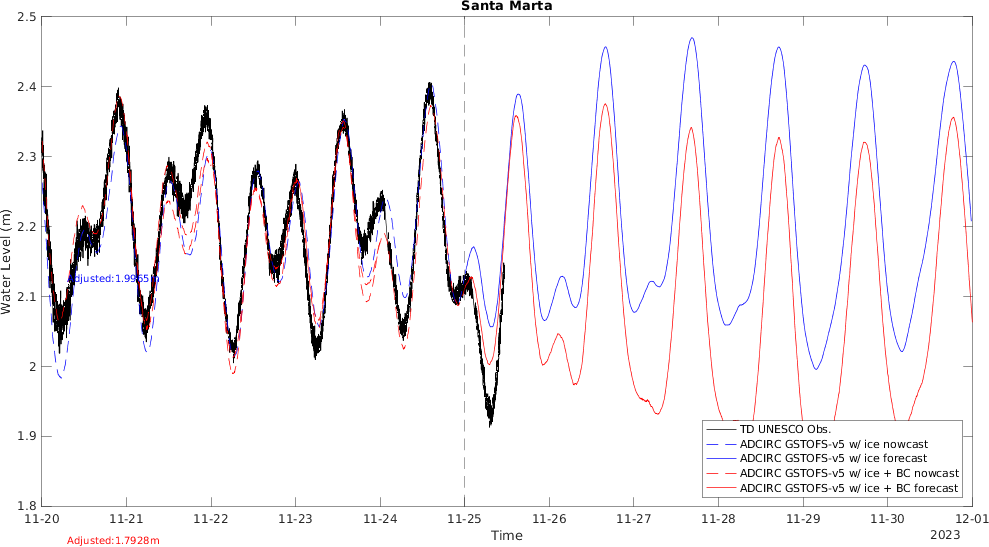 Santa Marta
2.5
2.4
2.3
2.2
2.1
2
1.9
1.8
Water Level (m)
Adjusted:1.9965m
TD UNESCO Obs.
ADCIRC GSTOFS-v5 w/ ice nowcast
ADCIRC GSTOFS-v5 w/ ice forecast
ADCIRC GSTOFS-v5 w/ ice + BC nowcast
ADCIRC GSTOFS-v5 w/ ice + BC forecast
11-20 11-21 11-22 11-23 11-24 11-25 11-26 11-27 11-28 11-29 11-30 12-01
Time
2023
Adjusted:1.7928m